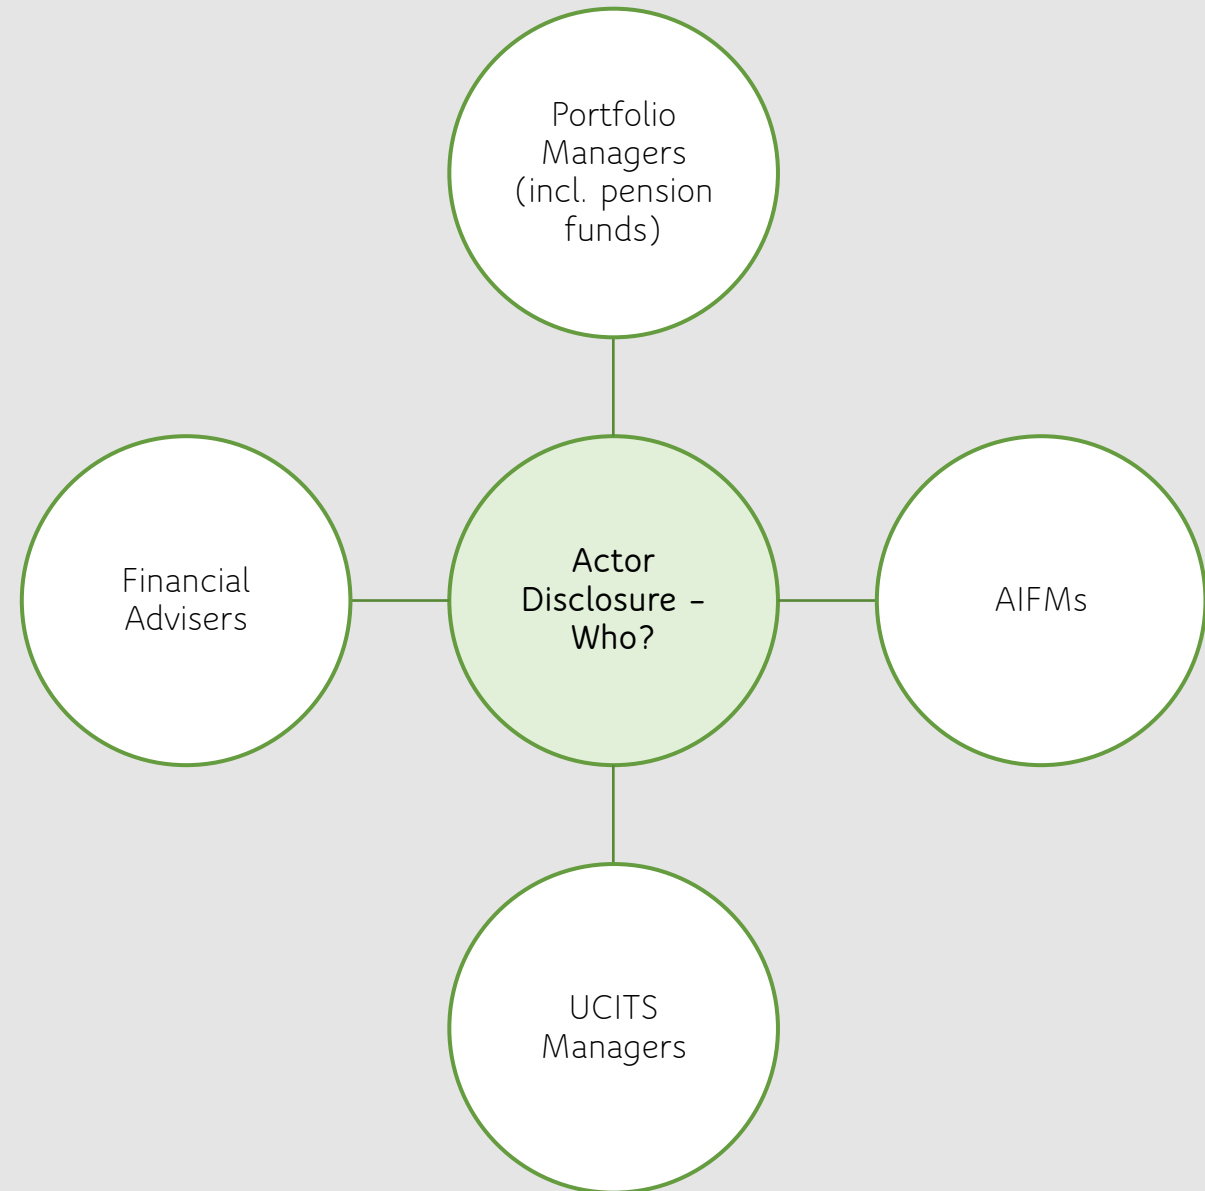 Portfolio
Managers
(incl. pension
funds)
Financial
Advisers
Actor
Disclosure –
Who?
AIFMs
UCITS
Managers